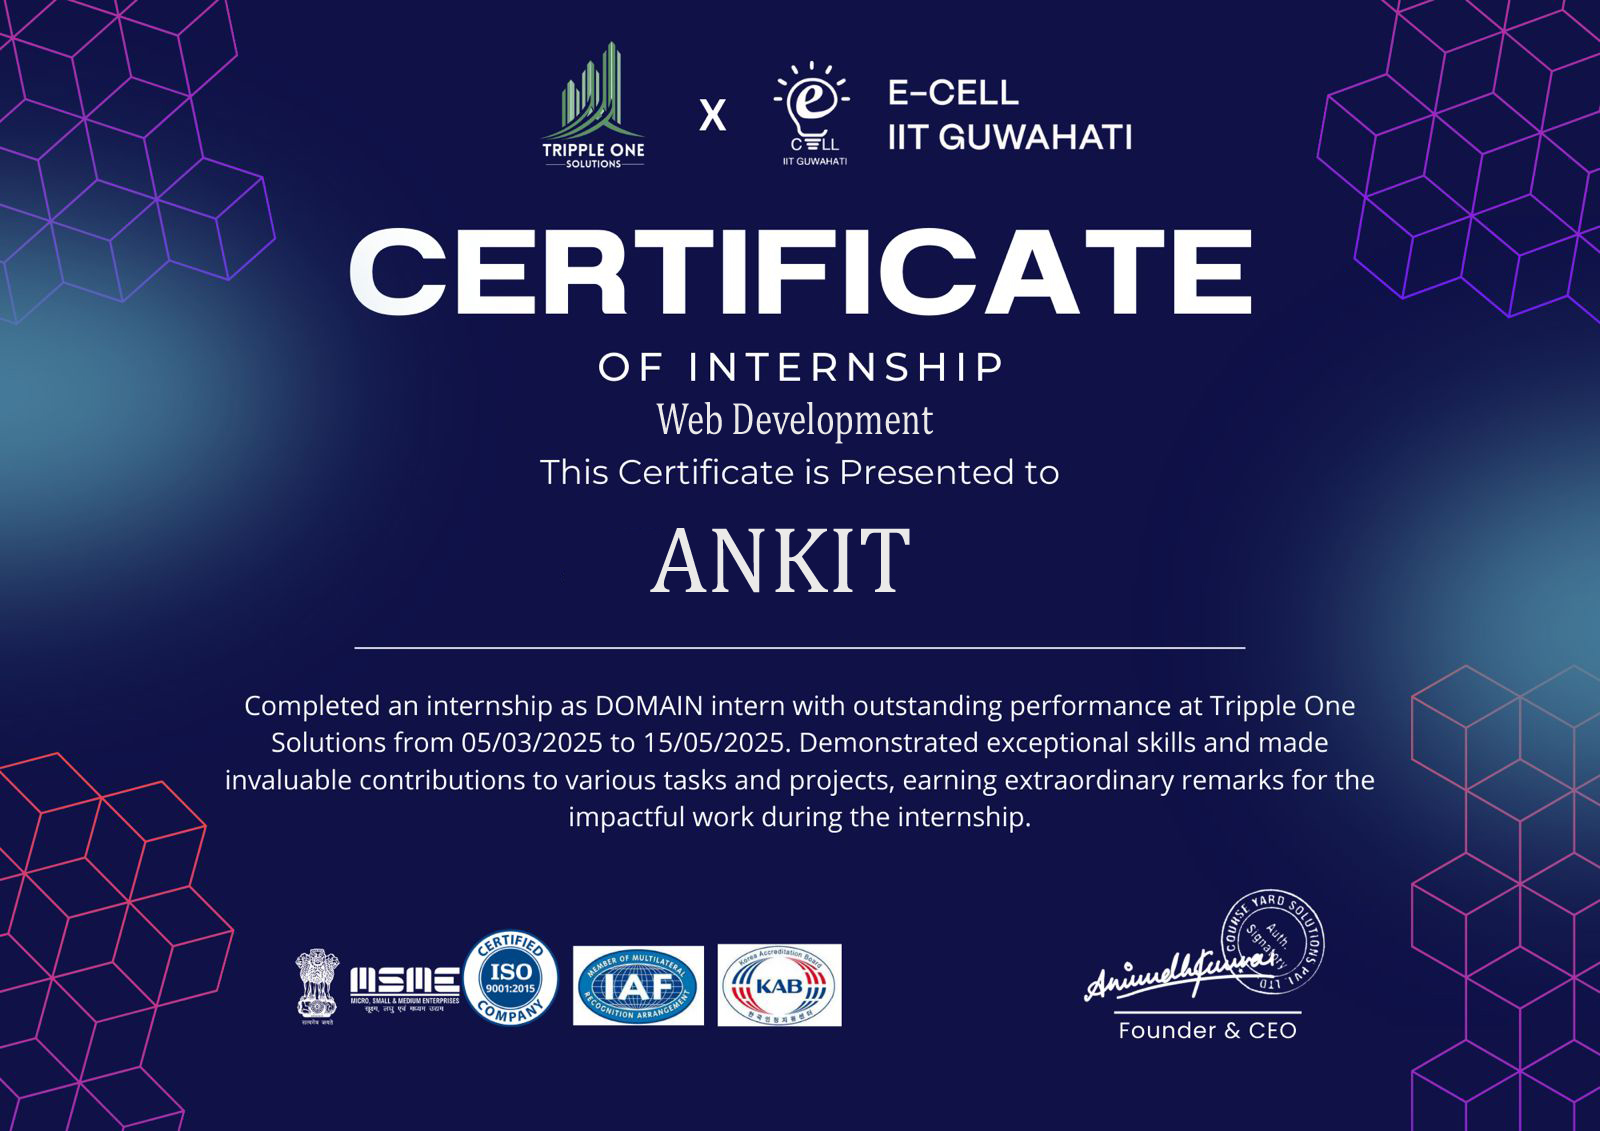 TRIPPLE ONE
SOLUTIONS
X
e
CELL
IIT GUWAHATI
E-CELL
IIT GUWAHATI
CERTIFICATE
OF INTERNSHIP
Web Development
This Certificate is Presented to
ANKIT
Completed an internship as DOMAIN intern with outstanding performance at Tripple One
Solutions from 05/03/2025 to 15/05/2025. Demonstrated exceptional skills and made
invaluable contributions to various tasks and projects, earning extraordinary remarks for the
impactful work during the internship.
सत्यमेव जयते
MSME
MICRO, SMALL & MEDIUM ENTERPRISES
सूक्ष्म, लघु एवं मध्यम उद्यम
CERTIFIED
ISO
9001:2015
COMPANY
MEMBER OF MULTILATERAL
IAF
RECOGNITION ARRANGEMENT
Korea Accreditation Board
KAB
한국인정지원센터
COURSE YARD SOLUTIONS PVT LTD
Auth.
Signatory
Founder & CEO